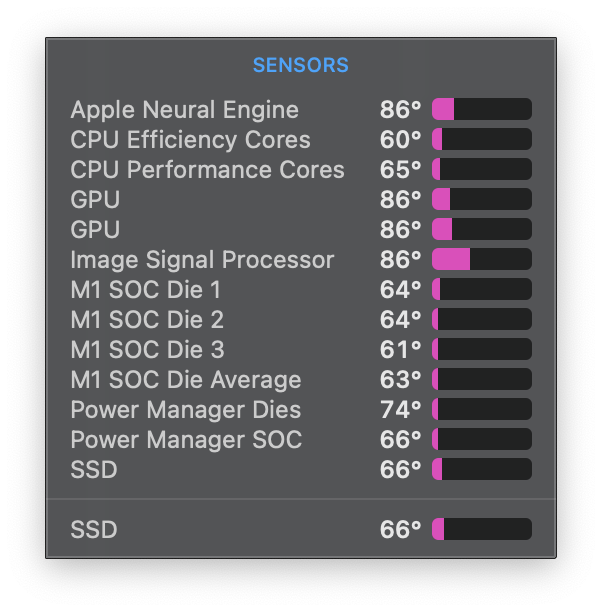 SENSORS
Apple Neural Engine 86°
CPU Efficiency Cores 60°
CPU Performance Cores 65°
GPU 86°
GPU 86°
Image Signal Processor 86°
M1 SOC Die 1 64°
M1 SOC Die 2 64°
M1 SOC Die 3 61°
M1 SOC Die Average 63°
Power Manager Dies 74°
Power Manager SOC 66°
SSD 66°
SSD 66°